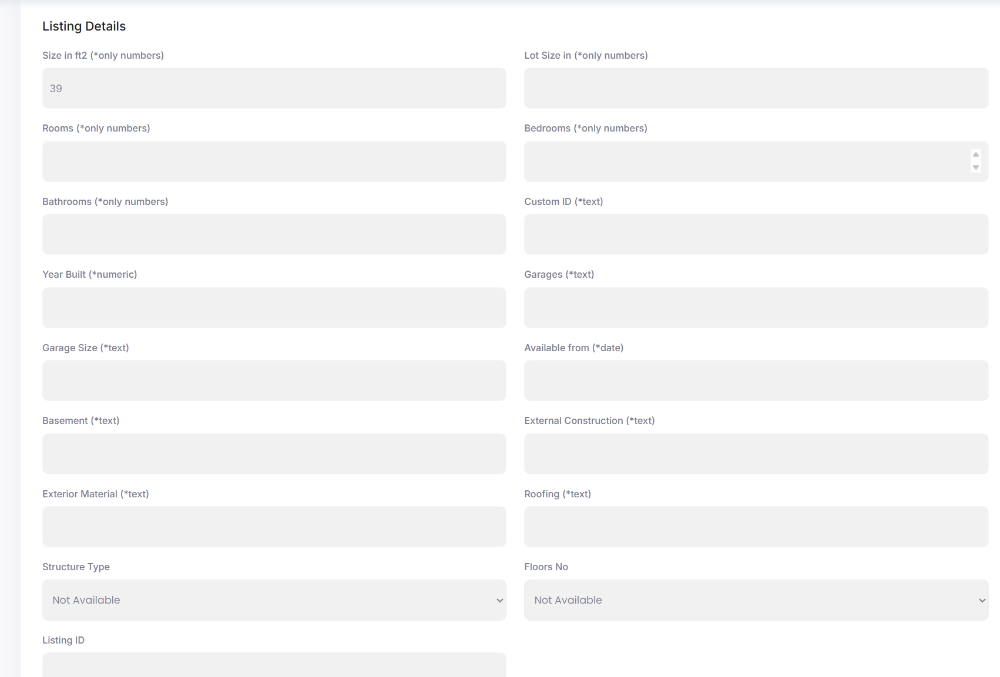 Listing Details
Size in ft2 (*only numbers)
Lot Size in (*only numbers)
39
Rooms (*only numbers)
Bedrooms (*only numbers)
Bathrooms (*only numbers)
Custom ID (*text)
Year Built (*numeric)
Garages (*text)
Garage Size (*text)
Available from (*date)
Basement (*text)
External Construction (*text)
Exterior Material (*text)
Roofing (*text)
Structure Type
Floors No
Not Available
Not Available
Listing ID